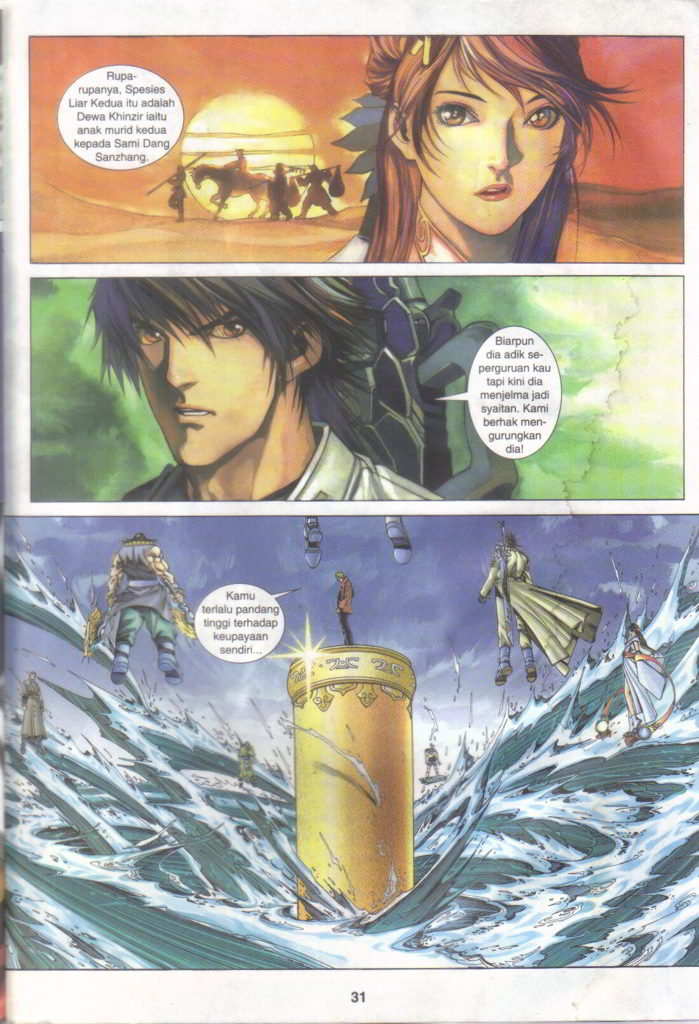 Rupa-
rupanya, Spesies
Liar Kedua itu adalah
Dewa Khinzir iaitu
anak murid kedua
kepada Sami Dang
Sanzhang.
Biarpun
dia adik se-
perguruan kau
tapi kini dia
menjelma jadi
syaitan. Kami
berhak men-
gurungkan
dia!
Kamu
terlalu pandang
tinggi terhadap
keupayaan
sendiri...
31